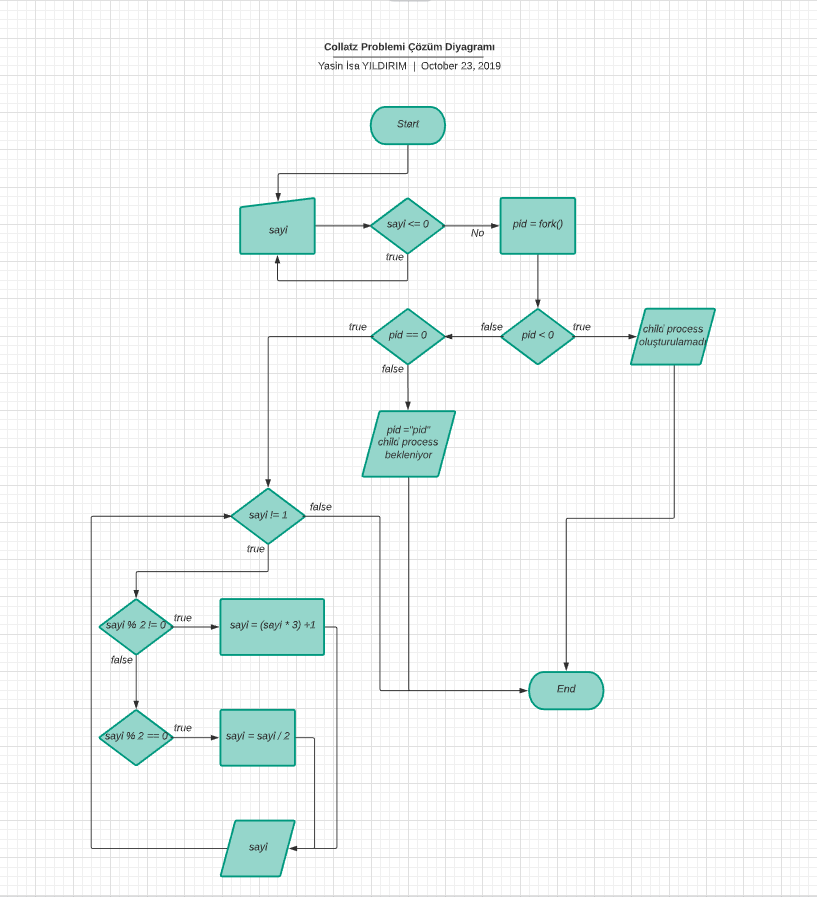 Collatz Problemi Çözüm Diyagramı
Yasin İsa YILDIRIM | October 23, 2019
Start
sayi
sayi <= 0
No
pid = fork()
true
true
pid == 0
false
pid < 0
true
child process
oluşturulamadı
false
pid ="pid"
child process
bekleniyor
sayi != 1
false
true
sayi % 2 != 0
true
sayi = (sayi * 3) +1
false
End
sayi % 2 == 0
true
sayi = sayi / 2
sayi